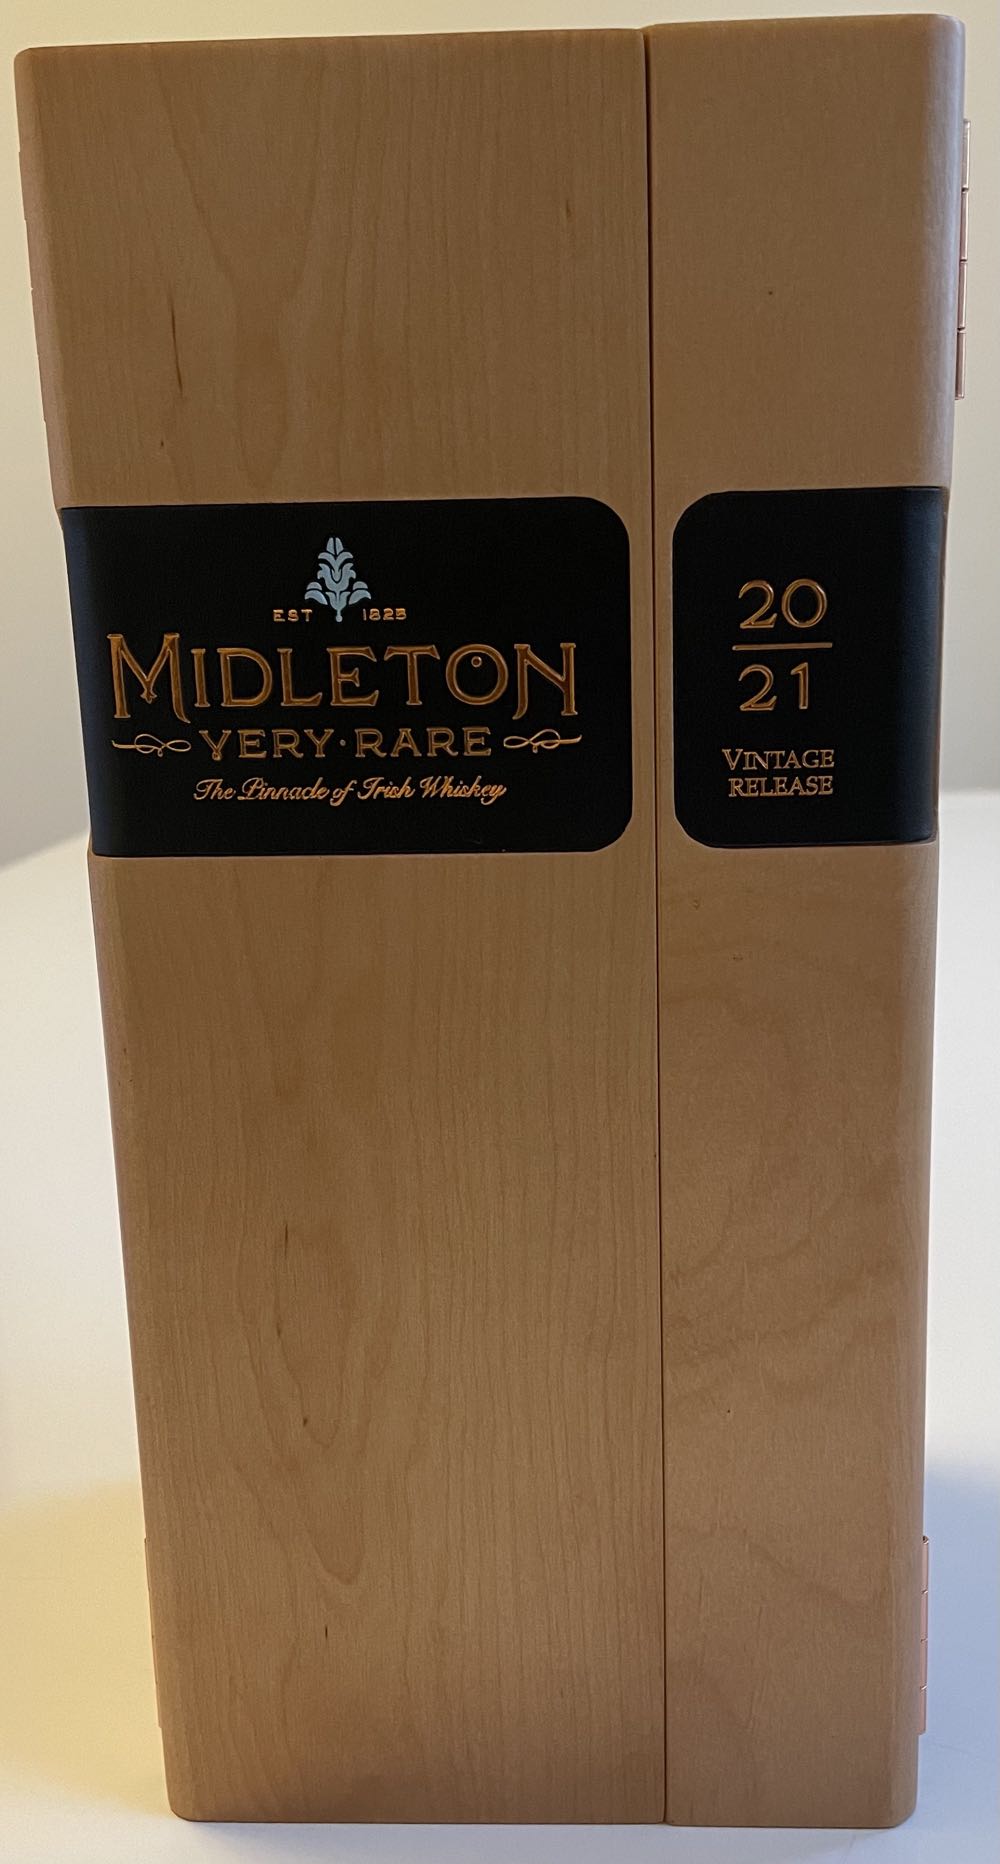 EST 1825
MIDLETON
VERY·RARE
The Pinnacle of Irish Whiskey
20
21
VINTAGE
RELEASE